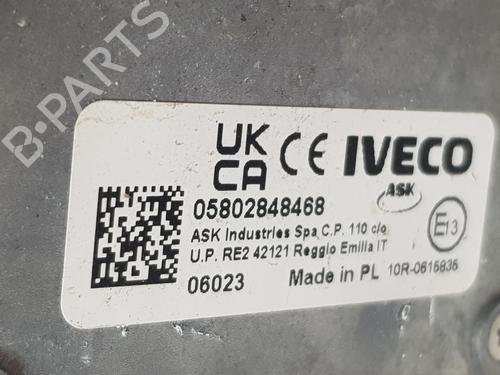 B-PARTS
UK CA CE IVECO
ASK
05802848468
ASK Industries Spa C.P. 110 c/o
U.P. RE2 42121 Reggio Emilia IT
E13
06023 Made in PL 10R-0615835